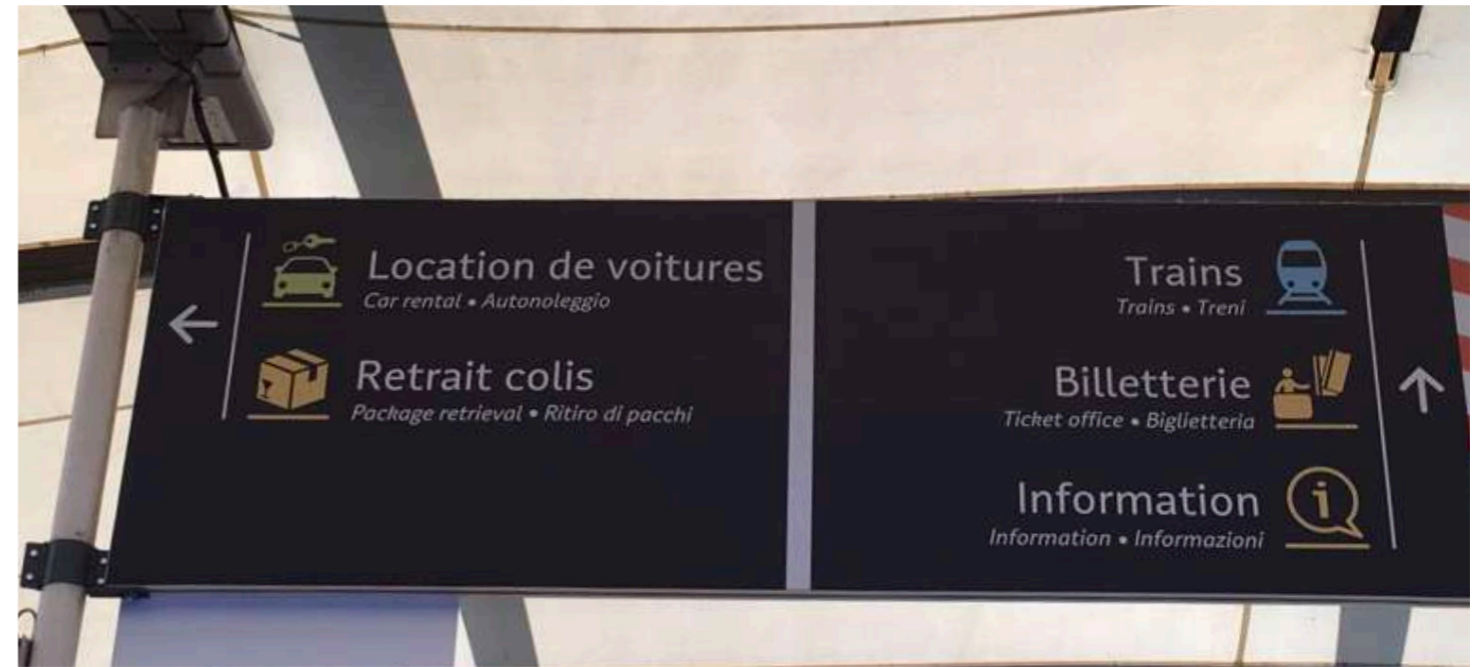 Location de voitures
Car rental • Autonoleggio
Retrait colis
Package retrieval • Ritiro di pacchi
Trains
Trains • Treni
Billetterie
Ticket office • Biglietteria
Information
Information • Informazioni